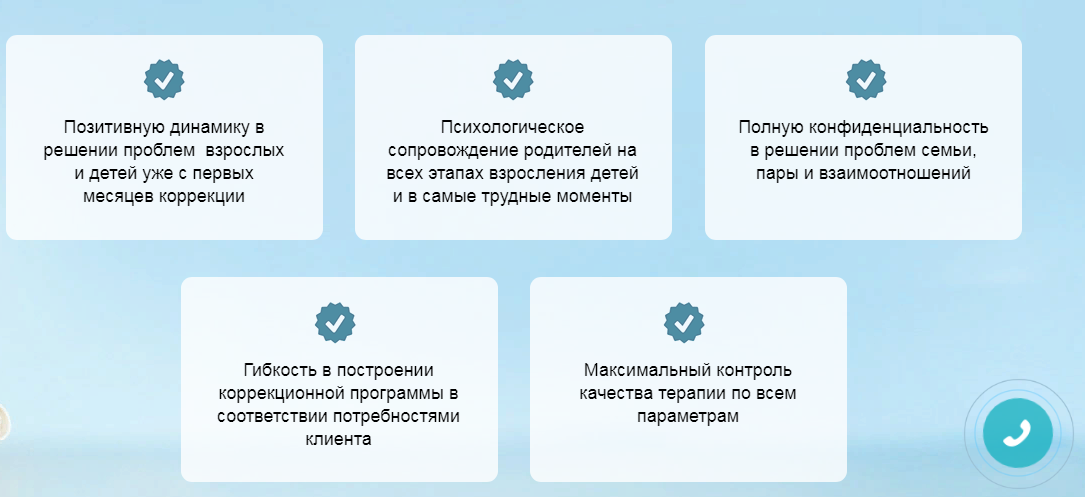 Позитивную динамику в
решении проблем  взрослых
и детей уже с первых
месяцев коррекции
Психологическое
сопровождение родителей на
всех этапах взросления детей
и в самые трудные моменты
Полную конфиденциальность
в решении проблем семьи,
пары и взаимоотношений
Гибкость в построении
коррекционной программы в
соответствии потребностями
клиента
Максимальный контроль
качества терапии по всем
параметрам